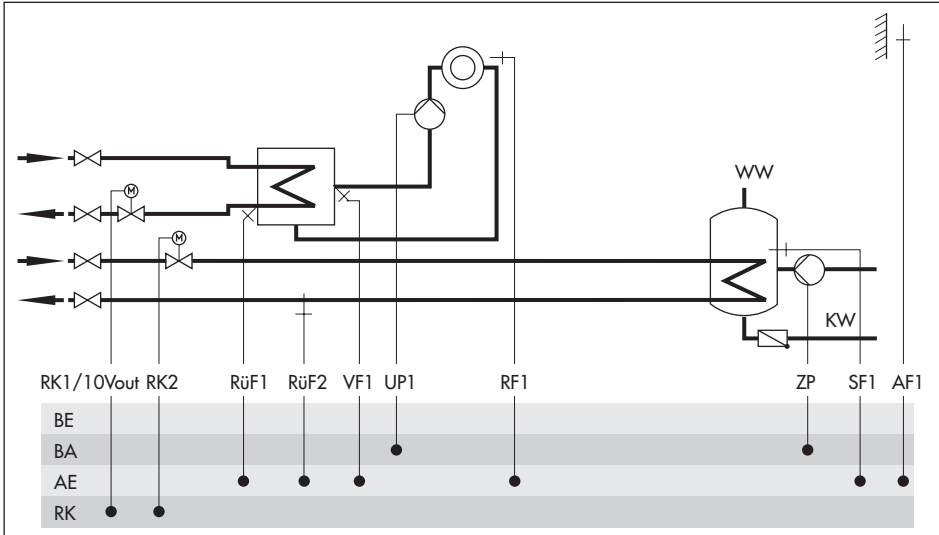 WW
KW
M
M
RK1/10Vout RK2 RüF1 RüF2 VF1 UP1 RF1 ZP SF1 AF1
BE
BA
AE
RK